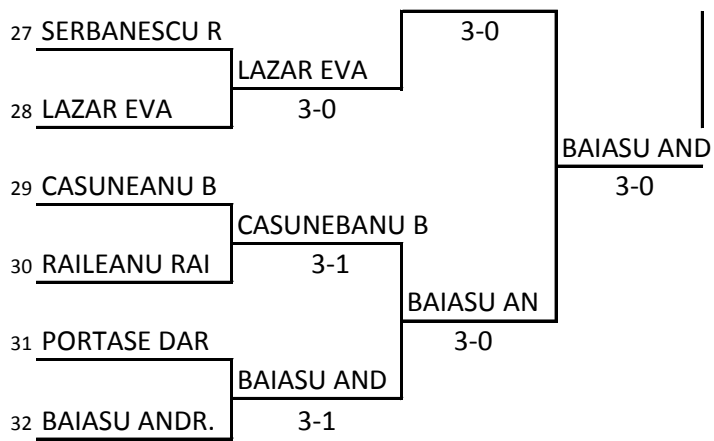 27 SERBANESCU R
3-0
LAZAR EVA
28 LAZAR EVA
3-0
BAIASU AND
29 CASUNEANU B
3-0
CASUNEBANU B
30 RAILEANU RAI
3-1
BAIASU AN
31 PORTASE DAR
3-0
BAIASU AND
32 BAIASU ANDR.
3-1